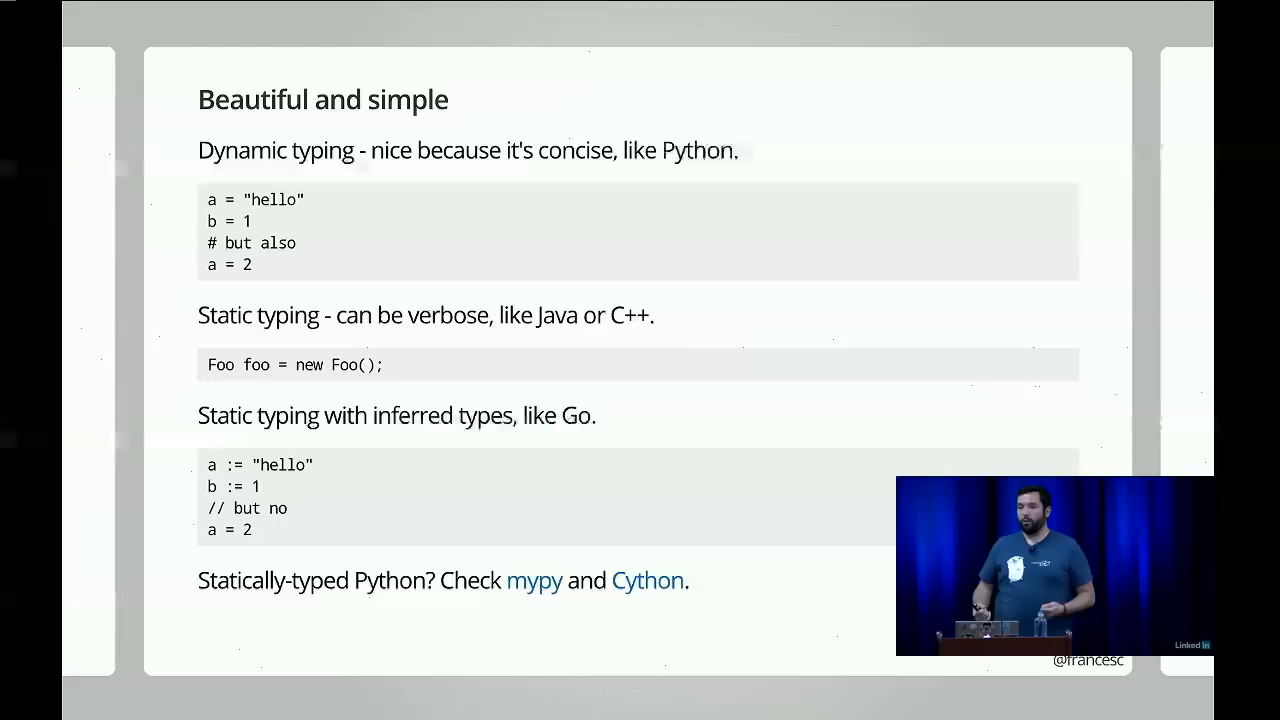 Beautiful and simple
Dynamic typing - nice because it's concise, like Python.
a = "hello"
b = 1
# but also
a = 2
Static typing - can be verbose, like Java or C++.
Foo foo = new Foo();
Static typing with inferred types, like Go.
a := "hello"
b := 1
// but no
a = 2
Statically-typed Python? Check mypy and Cython.
LinkedIn
@francesc